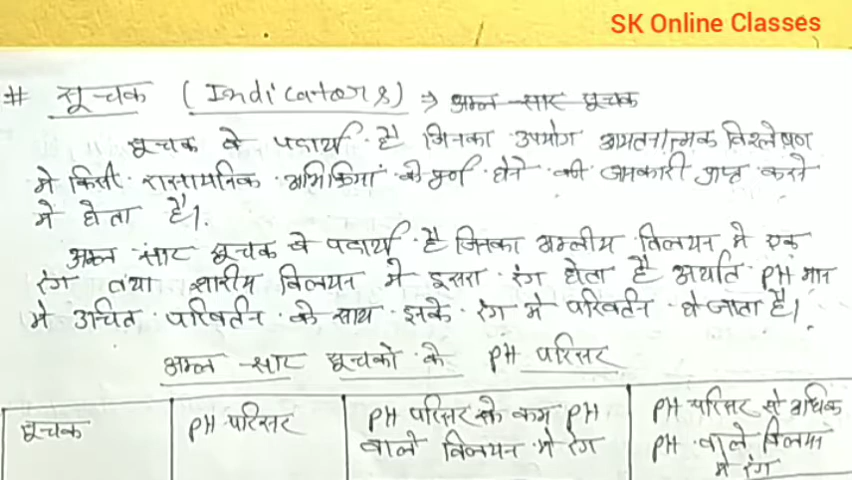 SK Online Classes
# सूचक (Indicators) → अम्ल-क्षार सूचक
सूचक वे पदार्थ है जिनका उपयोग आयतनात्मक विश्लेषण
में किसी रासायनिक अभिक्रिया के पूर्ण होने की जानकारी प्राप्त करने
में होता है।
अम्ल-क्षार सूचक वे पदार्थ है जिनका अम्लीय विलयन में एक
रंग तथा क्षारीय विलयन में दूसरा रंग होता है अर्थात PH मान
में उचित परिवर्तन के साथ इनके रंग में परिवर्तन हो जाता है।
अम्ल-क्षार सूचको के PH परिसर
सूचक
PH परिसर
PH परिसर से कम PH
वाले विलयन में रंग
PH परिसर से अधिक
PH वाले विलयन
में रंग